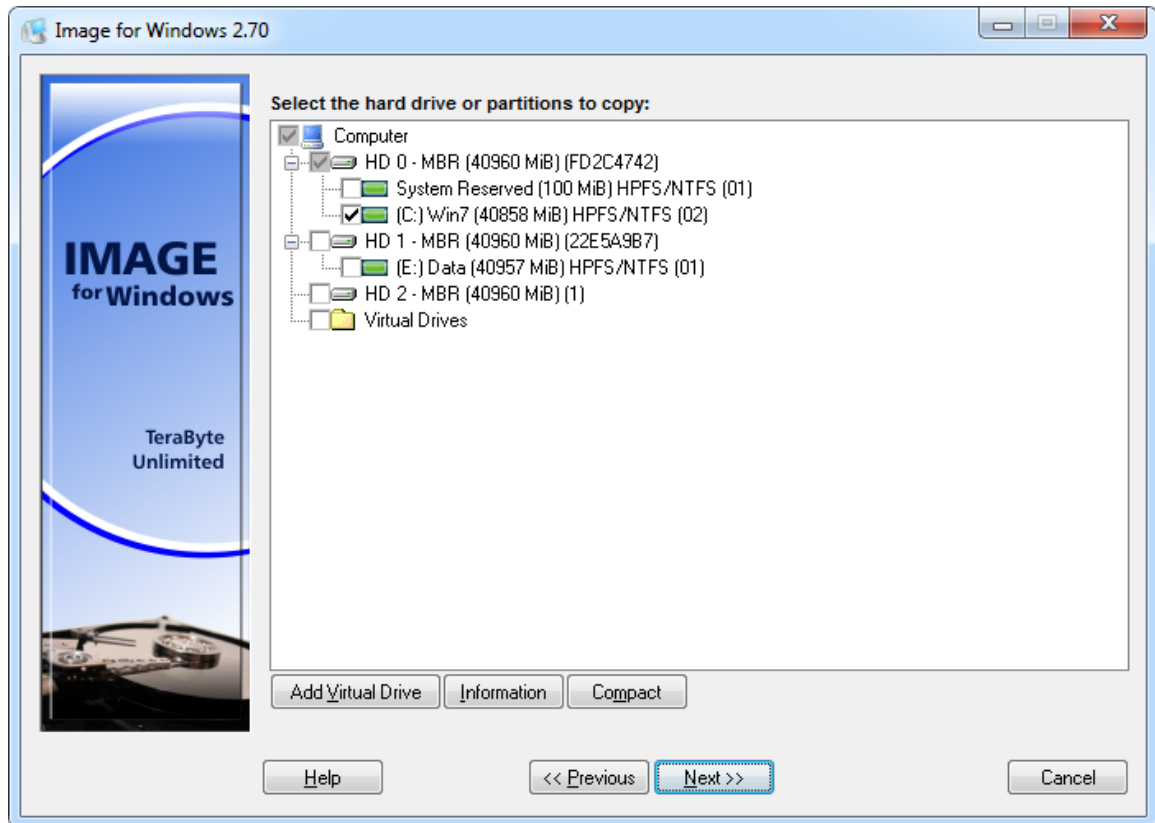 Image for Windows 2.70
Select the hard drive or partitions to copy:
Computer
HD 0 - MBR (40960 MiB) (FD2C4742)
System Reserved (100 MiB) HPFS/NTFS (01)
(C:) Win7 (40858 MiB) HPFS/NTFS (02)
HD 1 - MBR (40960 MiB) (22E5A9B7)
(E:) Data (40957 MiB) HPFS/NTFS (01)
HD 2 - MBR (40960 MiB) (1)
Virtual Drives
IMAGE
for Windows
TeraByte
Unlimited
Add Virtual Drive Information Compact
Help << Previous Next >> Cancel